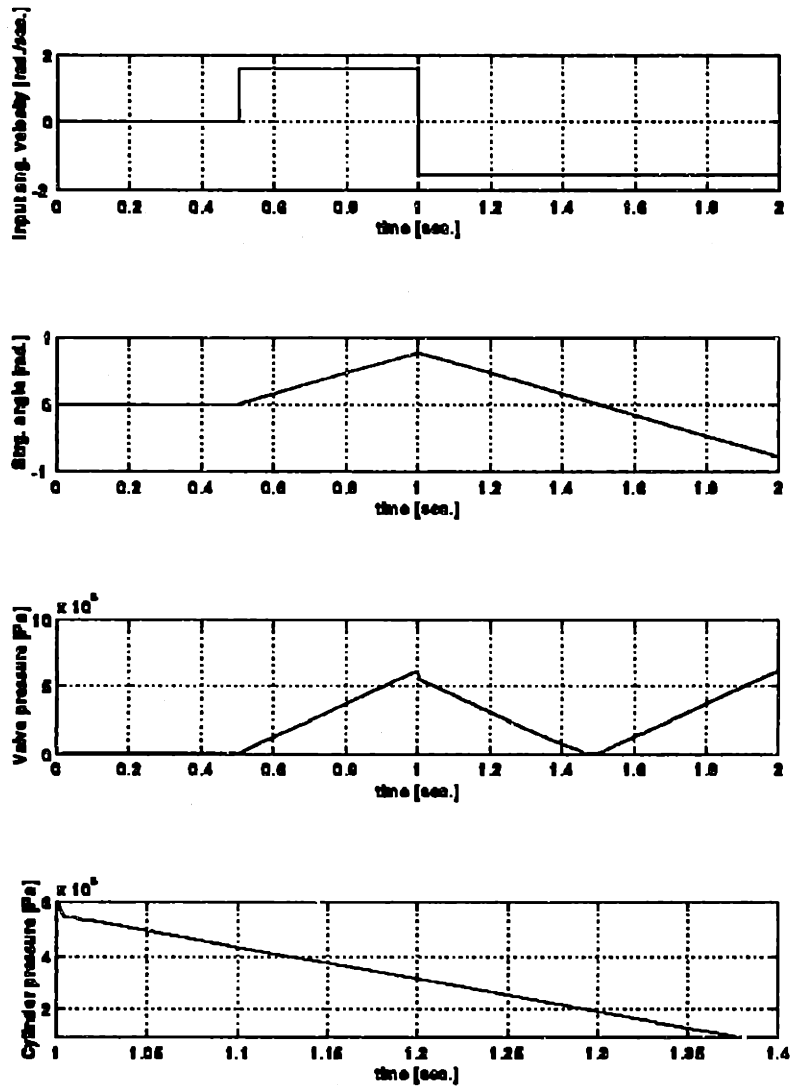 Input ang. velocity [rad./sec.]
2
0
-2
0 0.2 0.4 0.6 0.8 1 1.2 1.4 1.6 1.8 2
time [sec.]
Strg. angle [rad.]
1
0
-1
0 0.2 0.4 0.6 0.8 1 1.2 1.4 1.6 1.8 2
time [sec.]
Valve pressure [Pa]
x 10
10
5
0
0 0.2 0.4 0.6 0.8 1 1.2 1.4 1.6 1.8 2
time [sec.]
Cylinder pressure [Pa]
x 10
6
4
2
1 1.05 1.1 1.15 1.2 1.25 1.3 1.35 1.4
time [sec.]